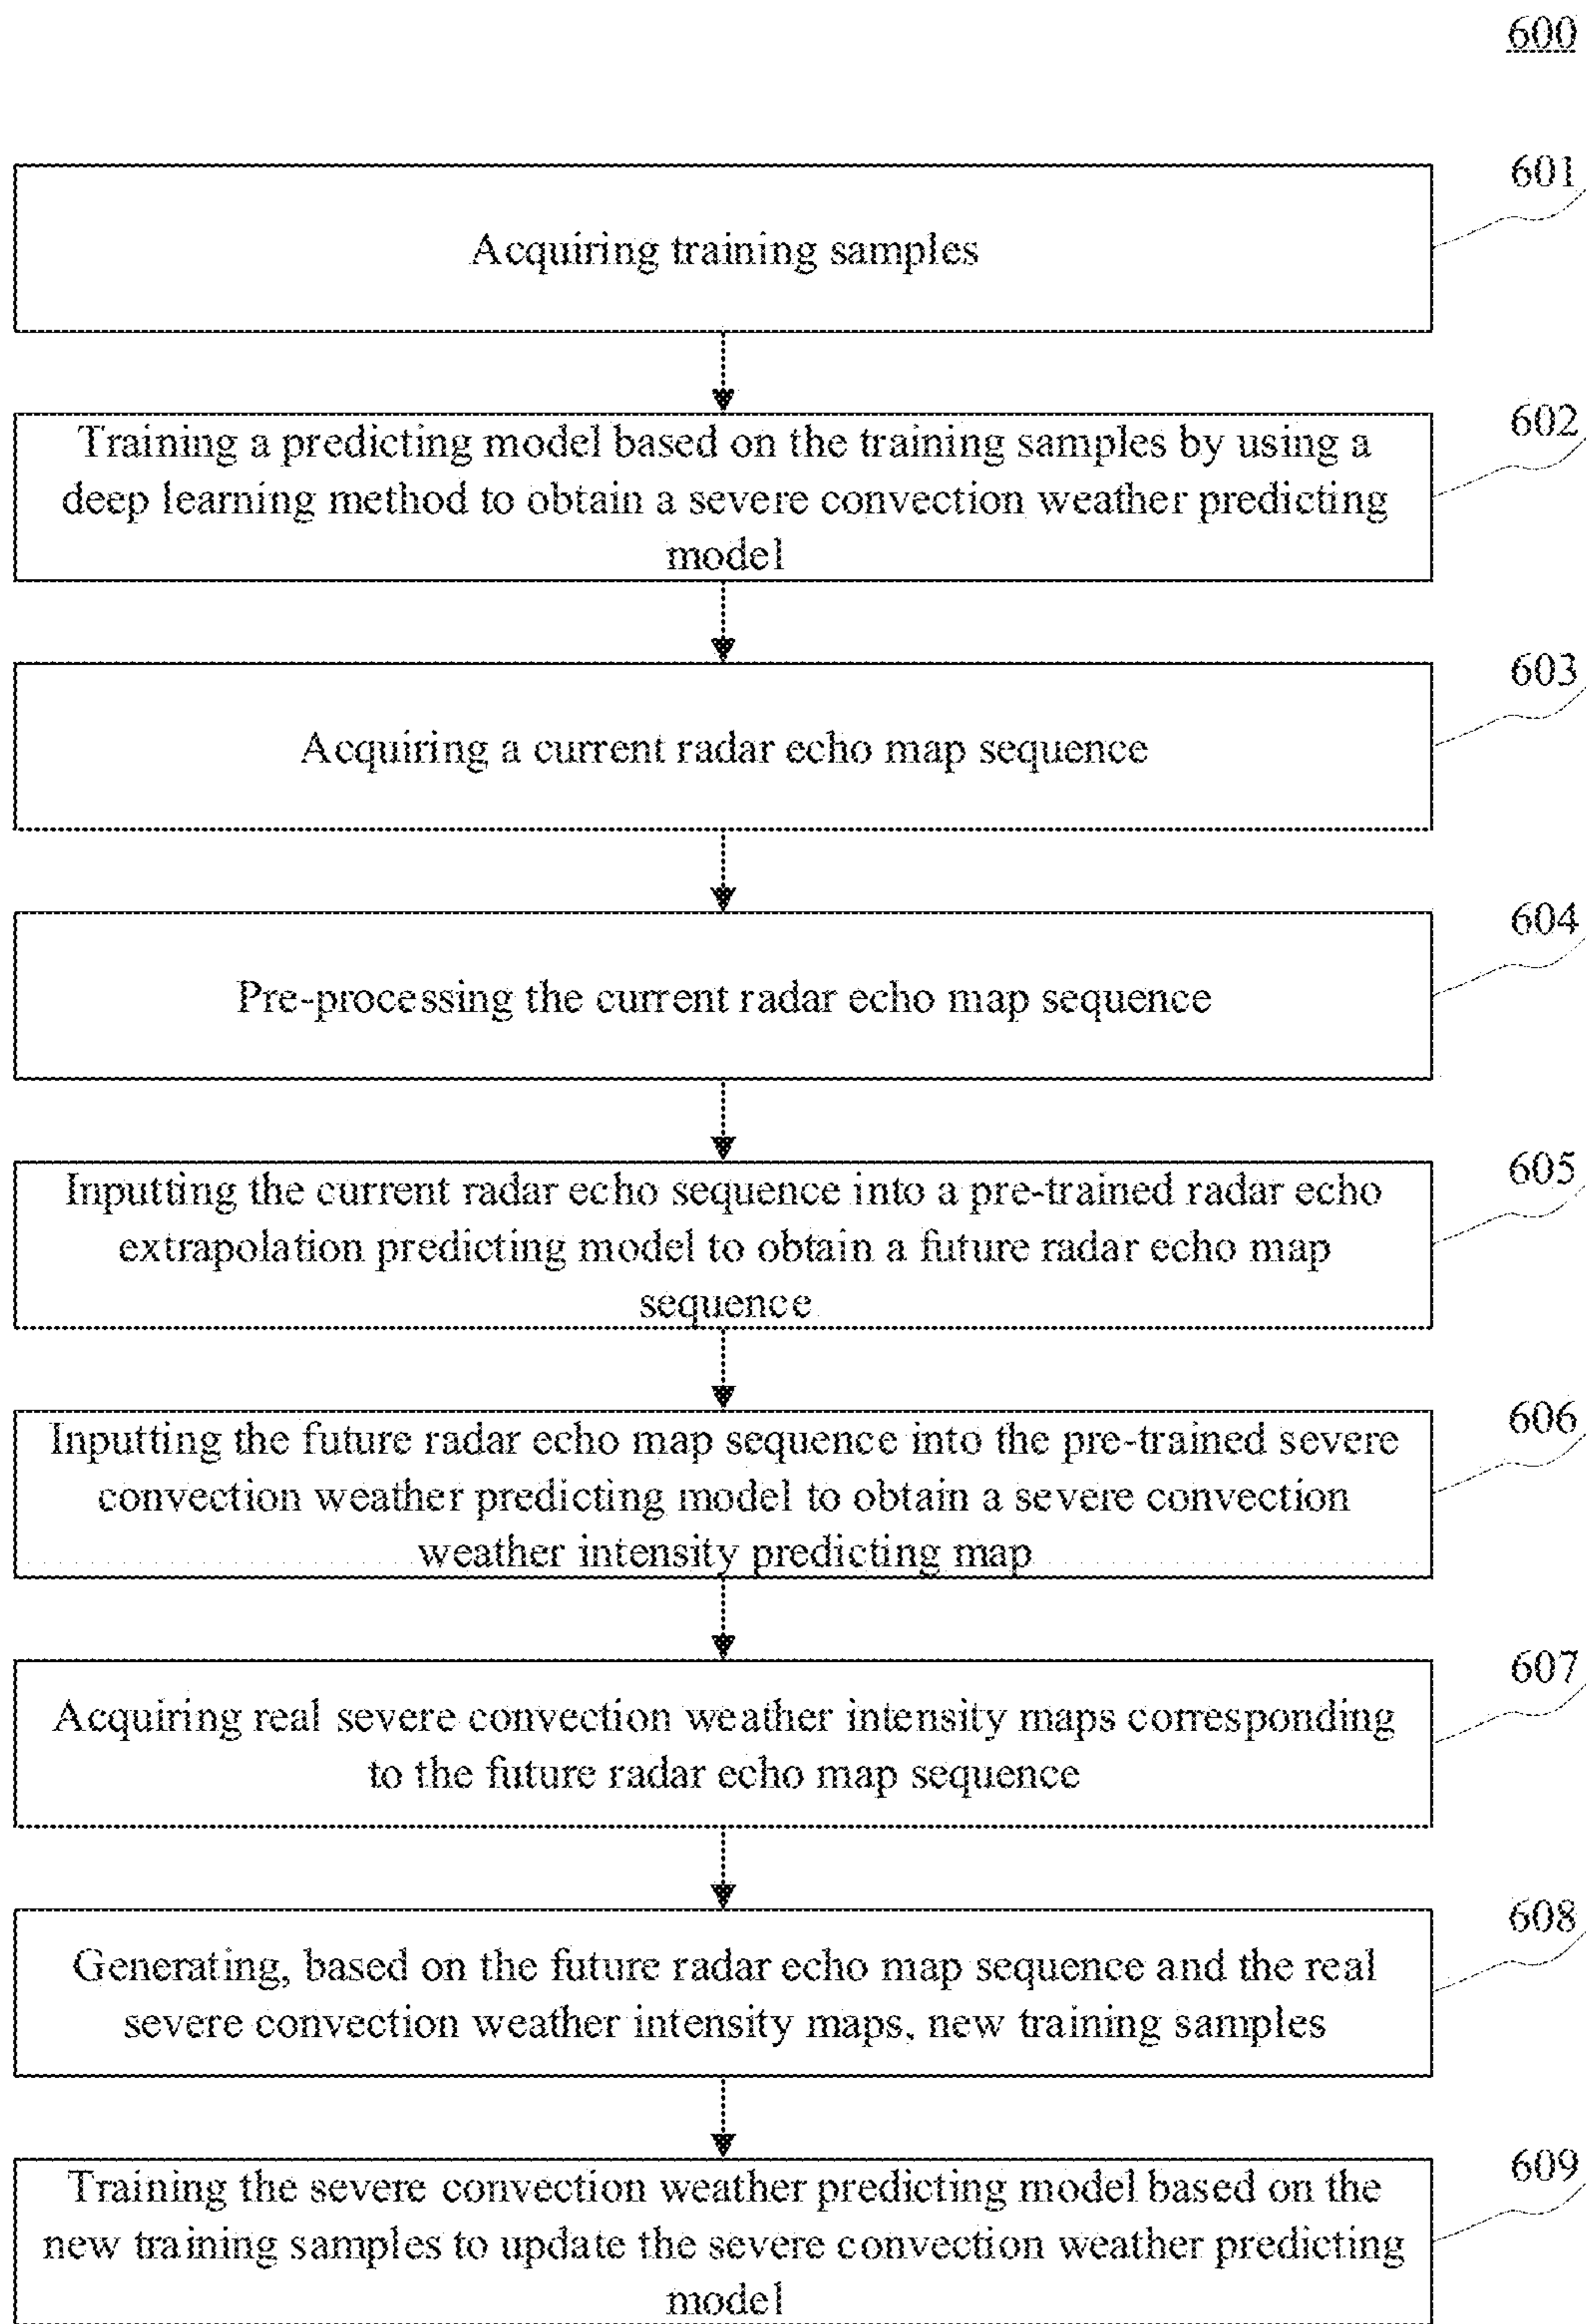 600
601
Acquiring training samples
602
Training a predicting model based on the training samples by using a
deep learning method to obtain a severe convection weather predicting
model
603
Acquiring a current radar echo map sequence
604
Pre-processing the current radar echo map sequence
605
Inputting the current radar echo sequence into a pre-trained radar echo
extrapolation predicting model to obtain a future radar echo map
sequence
606
Inputting the future radar echo map sequence into the pre-trained severe
convection weather predicting model to obtain a severe convection
weather intensity predicting map
607
Acquiring real severe convection weather intensity maps corresponding
to the future radar echo map sequence
608
Generating, based on the future radar echo map sequence and the real
severe convection weather intensity maps, new training samples
609
Training the severe convection weather predicting model based on the
new training samples to update the severe convection weather predicting
model